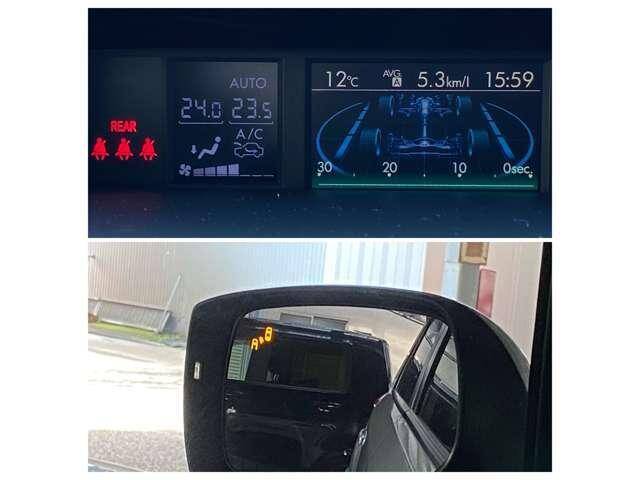 REAR
AUTO
24.0 23.5
A/C
12°C AVG. A 5.3km/l 15:59
30 20 10 0sec.